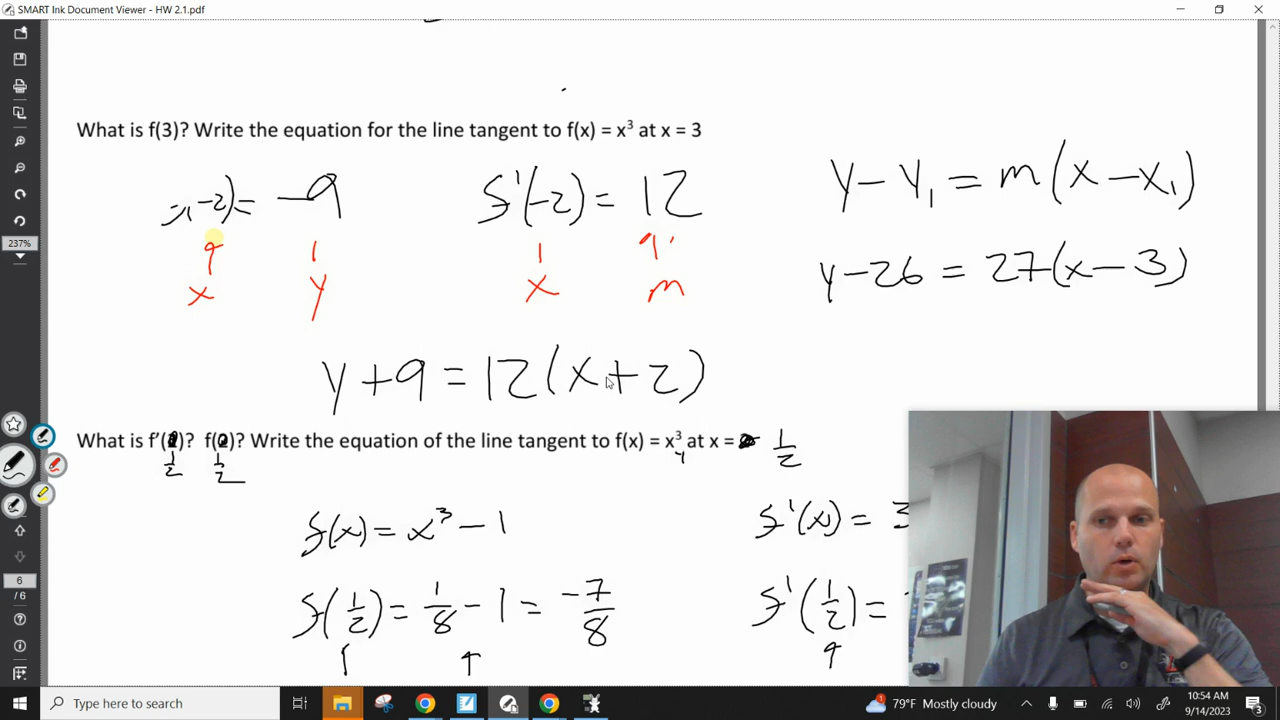 SMART Ink Document Viewer - HW 2.1.pdf
237%
What is f(3)? Write the equation for the line tangent to f(x) = x³ at x = 3
-2) = -9
f'(-2) = 12
y - y₁ = m(x - x₁)
x y x m
y - 26 = 27(x - 3)
y + 9 = 12(x + 2)
What is f'( )? f( )? Write the equation of the line tangent to f(x) = x³ at x = 1/2
1/2 1/2
f(x) = x³ - 1
f'(x) = 3
f(1/2) = 1/8 - 1 = -7/8
f'(1/2) =
6
/ 6
Type here to search
79°F Mostly cloudy
10:54 AM
9/14/2023
3